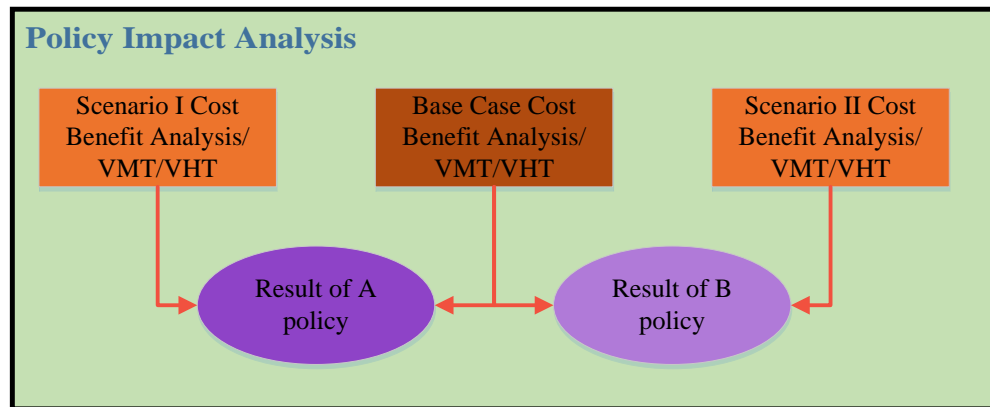 Policy Impact Analysis
Scenario I Cost
Benefit Analysis/
VMT/VHT
Base Case Cost
Benefit Analysis/
VMT/VHT
Scenario II Cost
Benefit Analysis/
VMT/VHT
Result of A
policy
Result of B
policy